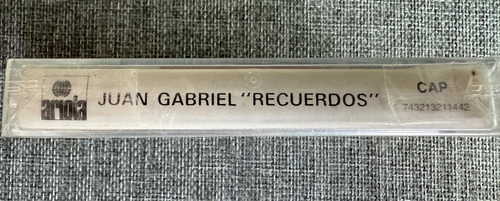 ariola
JUAN GABRIEL "RECUERDOS"
CAP
743213211442